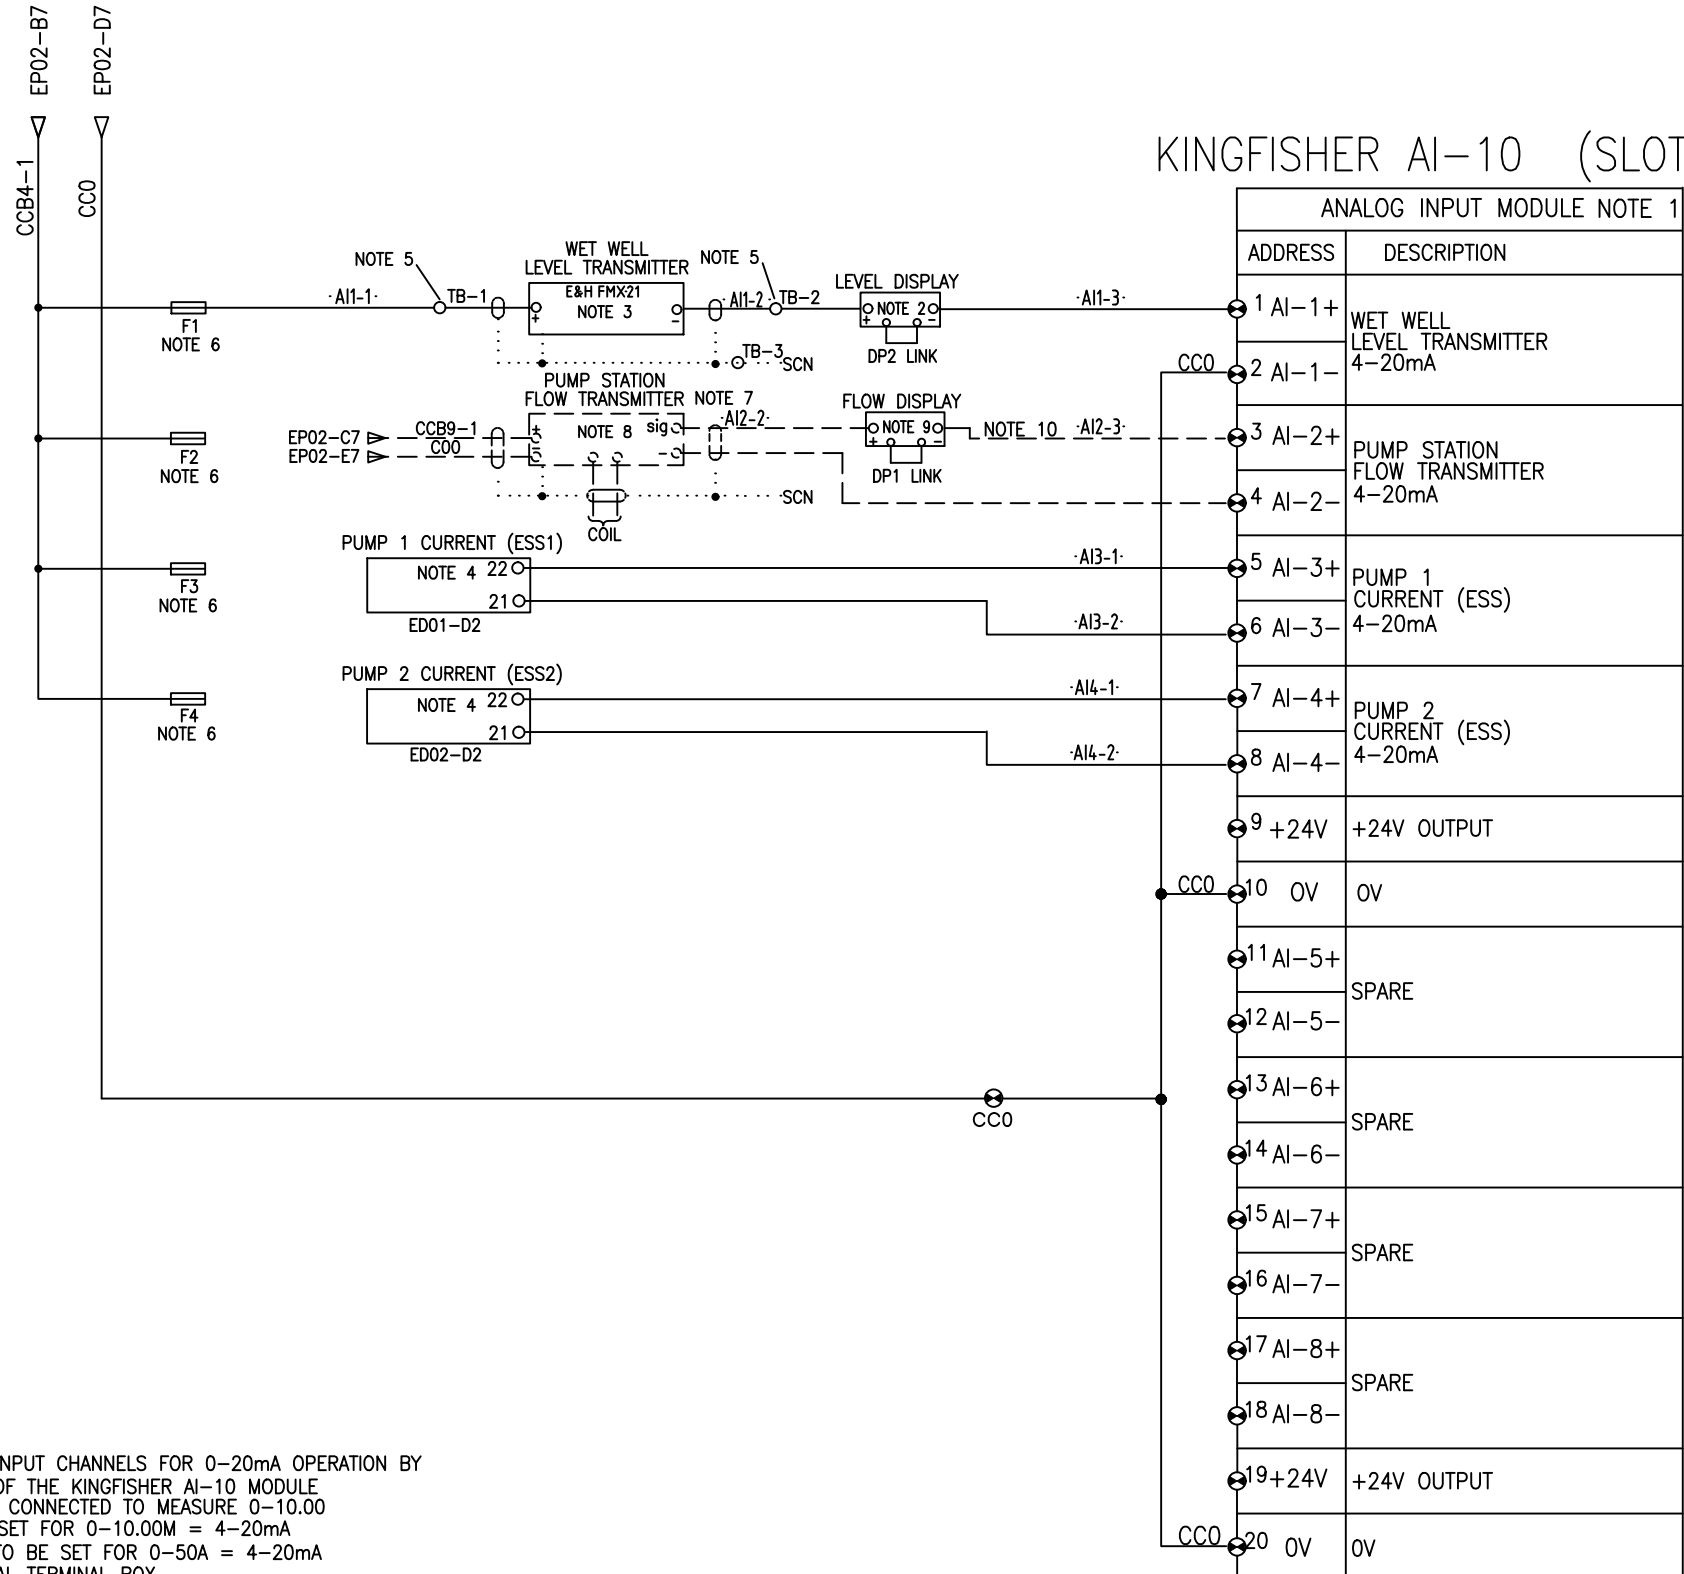 EP02-B7
EP02-D7
CCB4-1
CC0
KINGFISHER AI-10 (SLOT
ANALOG INPUT MODULE NOTE 1
ADDRESS DESCRIPTION
NOTE 5
WET WELL
LEVEL TRANSMITTER
NOTE 5
LEVEL DISPLAY
F1
NOTE 6
·AI1-1·
TB-1
E&H FMX21
NOTE 3
+ -
·AI1-2·
TB-2
NOTE 2
+ -
DP2 LINK
·AI1-3·
TB-3
SCN
1 AI-1+
CC0
2 AI-1-
WET WELL
LEVEL TRANSMITTER
4-20mA
PUMP STATION
FLOW TRANSMITTER NOTE 7
FLOW DISPLAY
F2
NOTE 6
EP02-C7
CCB9-1
EP02-E7
C00
+ sig
NOTE 8
- -
·AI2-2·
NOTE 9
+ -
DP1 LINK
NOTE 10
·AI2-3·
SCN
COIL
3 AI-2+
4 AI-2-
PUMP STATION
FLOW TRANSMITTER
4-20mA
F3
NOTE 6
PUMP 1 CURRENT (ESS1)
NOTE 4 22
21
ED01-D2
·AI3-1·
·AI3-2·
5 AI-3+
6 AI-3-
PUMP 1
CURRENT (ESS)
4-20mA
F4
NOTE 6
PUMP 2 CURRENT (ESS2)
NOTE 4 22
21
ED02-D2
·AI4-1·
·AI4-2·
7 AI-4+
8 AI-4-
PUMP 2
CURRENT (ESS)
4-20mA
9 +24V +24V OUTPUT
CC0
10 0V 0V
11 AI-5+
12 AI-5-
SPARE
CC0
13 AI-6+
14 AI-6-
SPARE
15 AI-7+
16 AI-7-
SPARE
17 AI-8+
18 AI-8-
SPARE
19 +24V +24V OUTPUT
CC0
20 0V 0V
NPUT CHANNELS FOR 0-20mA OPERATION BY
OF THE KINGFISHER AI-10 MODULE
CONNECTED TO MEASURE 0-10.00
SET FOR 0-10.00M = 4-20mA
TO BE SET FOR 0-50A = 4-20mA
AL TERMINAL BOX